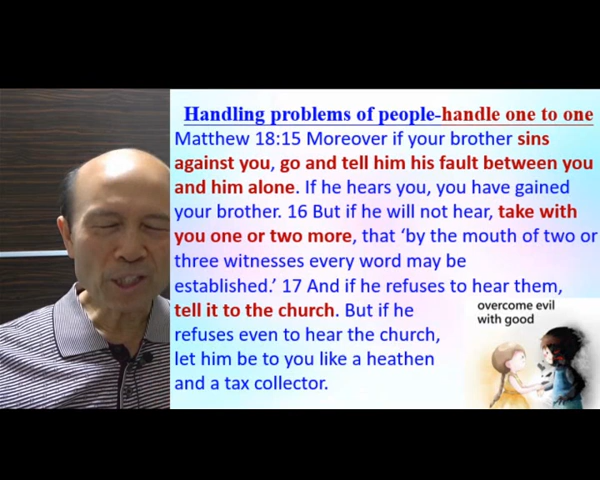 Handling problems of people-handle one to one
Matthew 18:15 Moreover if your brother sins
against you, go and tell him his fault between you
and him alone. If he hears you, you have gained
your brother. 16 But if he will not hear, take with
you one or two more, that ‘by the mouth of two or
three witnesses every word may be
established.’ 17 And if he refuses to hear them,
tell it to the church. But if he
refuses even to hear the church,
let him be to you like a heathen
and a tax collector.
overcome evil
with good